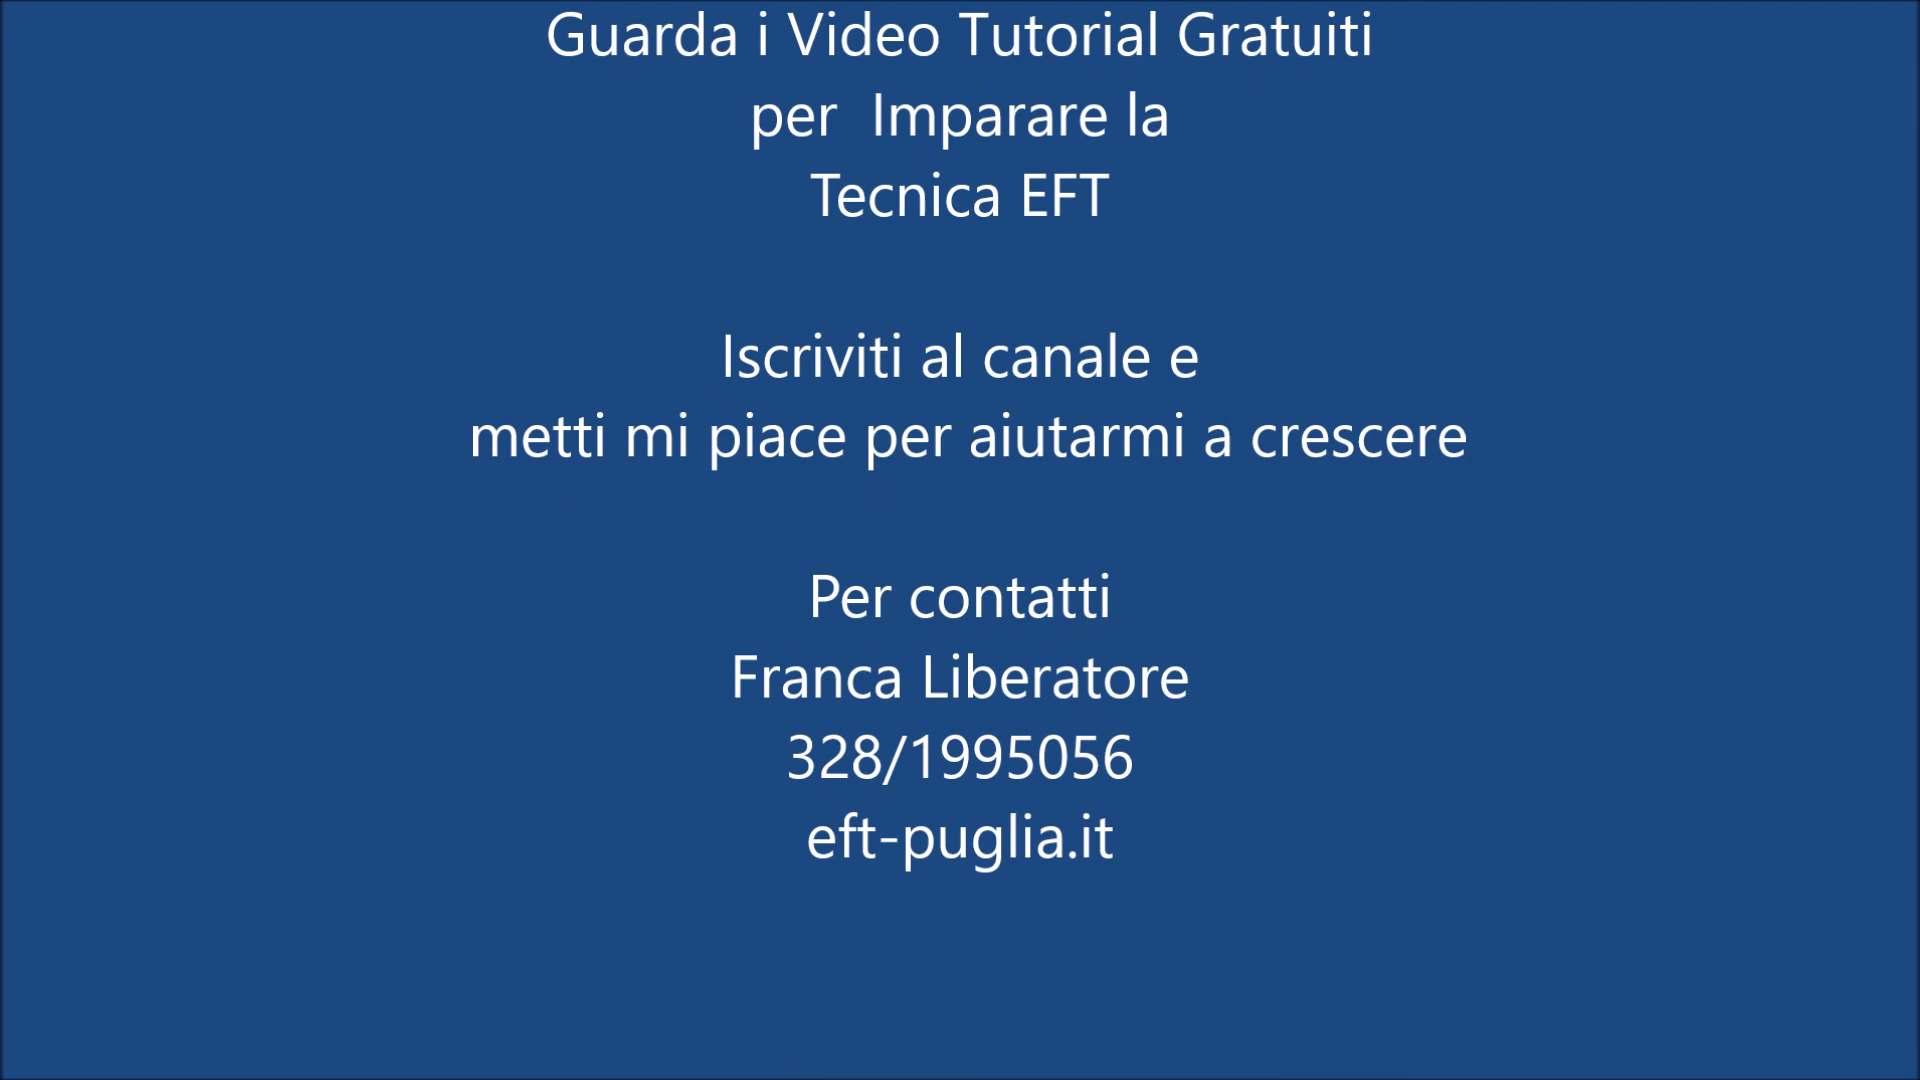 Guarda i Video Tutorial Gratuiti
per  Imparare la
Tecnica EFT
Iscriviti al canale e
metti mi piace per aiutarmi a crescere
Per contatti
Franca Liberatore
328/1995056
eft-puglia.it